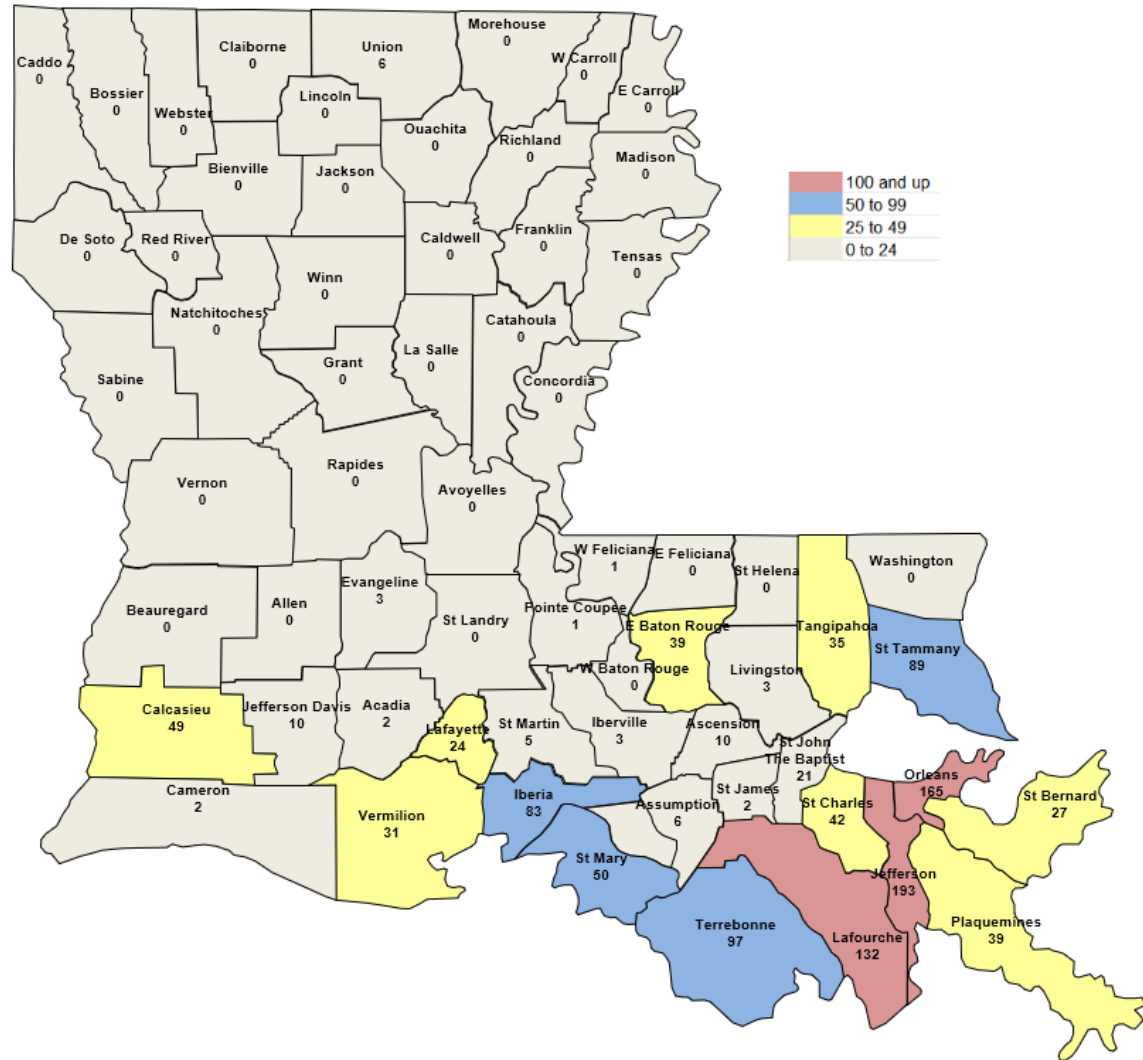 Morehouse
0
Claiborne
0
Union
6
W Carroll
0
Caddo
0
Bossier
0
Webster
0
Lincoln
0
E Carroll
0
Ouachita
0
Richland
0
Madison
0
Bienville
0
Jackson
0
100 and up
50 to 99
25 to 49
0 to 24
De Soto
0
Red River
0
Caldwell
0
Franklin
0
Tensas
0
Winn
0
Natchitoches
0
Catahoula
0
La Salle
0
Grant
0
Sabine
0
Concordia
0
Rapides
0
Vernon
0
Avoyelles
0
W Feliciana
1
E Feliciana
0
St Helena
0
Washington
0
Evangeline
3
Beauregard
0
Allen
0
St Landry
0
Pointe Coupee
1
E Baton Rouge
39
Tangipahoa
35
St Tammany
89
W Baton Rouge
0
Livingston
3
Calcasieu
49
Jefferson Davis
10
Acadia
2
Lafayette
24
St Martin
5
Iberville
3
Ascension
10
St John
The Baptist
21
Cameron
2
Vermilion
31
Iberia
83
Assumption
6
St James
2
St Charles
42
Orleans
165
St Bernard
27
St Mary
50
Jefferson
193
Plaquemines
39
Terrebonne
97
Lafourche
132